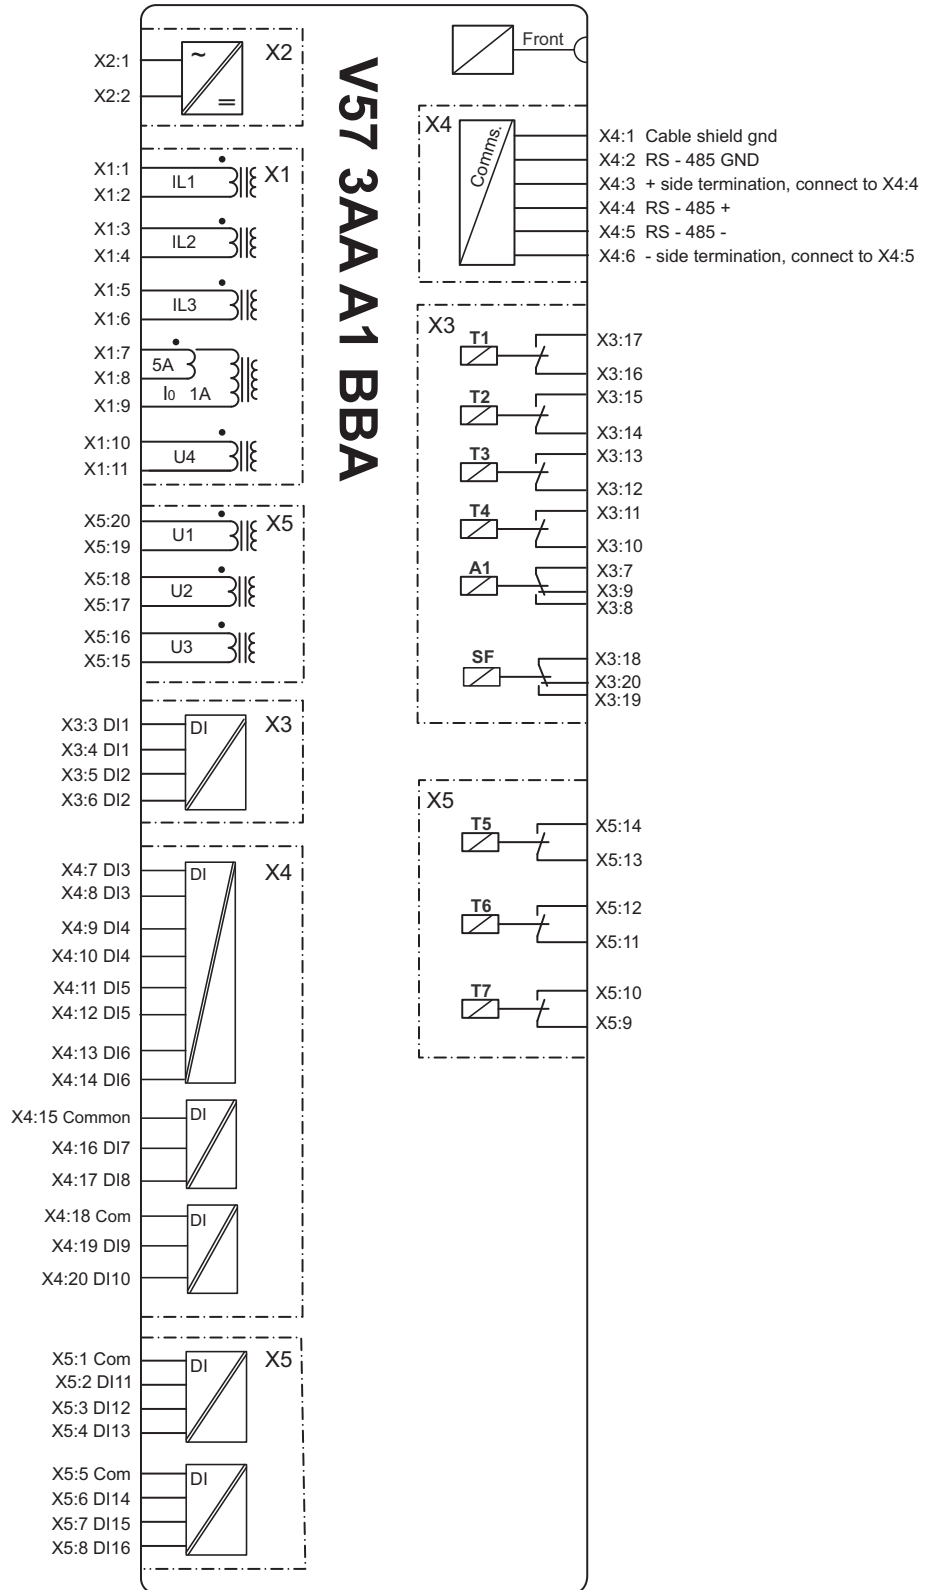 V57 3AA A1 BBA
X2:1
X2:2
~
X2
X1:1
X1:2
IL1
X1
X1:3
X1:4
IL2
X1:5
X1:6
IL3
X1:7
X1:8
X1:9
5A
I0 1A
X1:10
X1:11
U4
X5:20
X5:19
U1
X5
X5:18
X5:17
U2
X5:16
X5:15
U3
X3:3 DI1
X3:4 DI1
X3:5 DI2
X3:6 DI2
DI
X3
X4:7 DI3
X4:8 DI3
X4:9 DI4
X4:10 DI4
X4:11 DI5
X4:12 DI5
X4:13 DI6
X4:14 DI6
DI
X4
X4:15 Common
X4:16 DI7
X4:17 DI8
DI
X4:18 Com
X4:19 DI9
X4:20 DI10
DI
X5:1 Com
X5:2 DI11
X5:3 DI12
X5:4 DI13
DI
X5
X5:5 Com
X5:6 DI14
X5:7 DI15
X5:8 DI16
DI
Front
X4
Comms.
X4:1 Cable shield gnd
X4:2 RS - 485 GND
X4:3 + side termination, connect to X4:4
X4:4 RS - 485 +
X4:5 RS - 485 -
X4:6 - side termination, connect to X4:5
X3
T1
X3:17
X3:16
T2
X3:15
X3:14
T3
X3:13
X3:12
T4
X3:11
X3:10
A1
X3:7
X3:9
X3:8
SF
X3:18
X3:20
X3:19
X5
T5
X5:14
X5:13
T6
X5:12
X5:11
T7
X5:10
X5:9